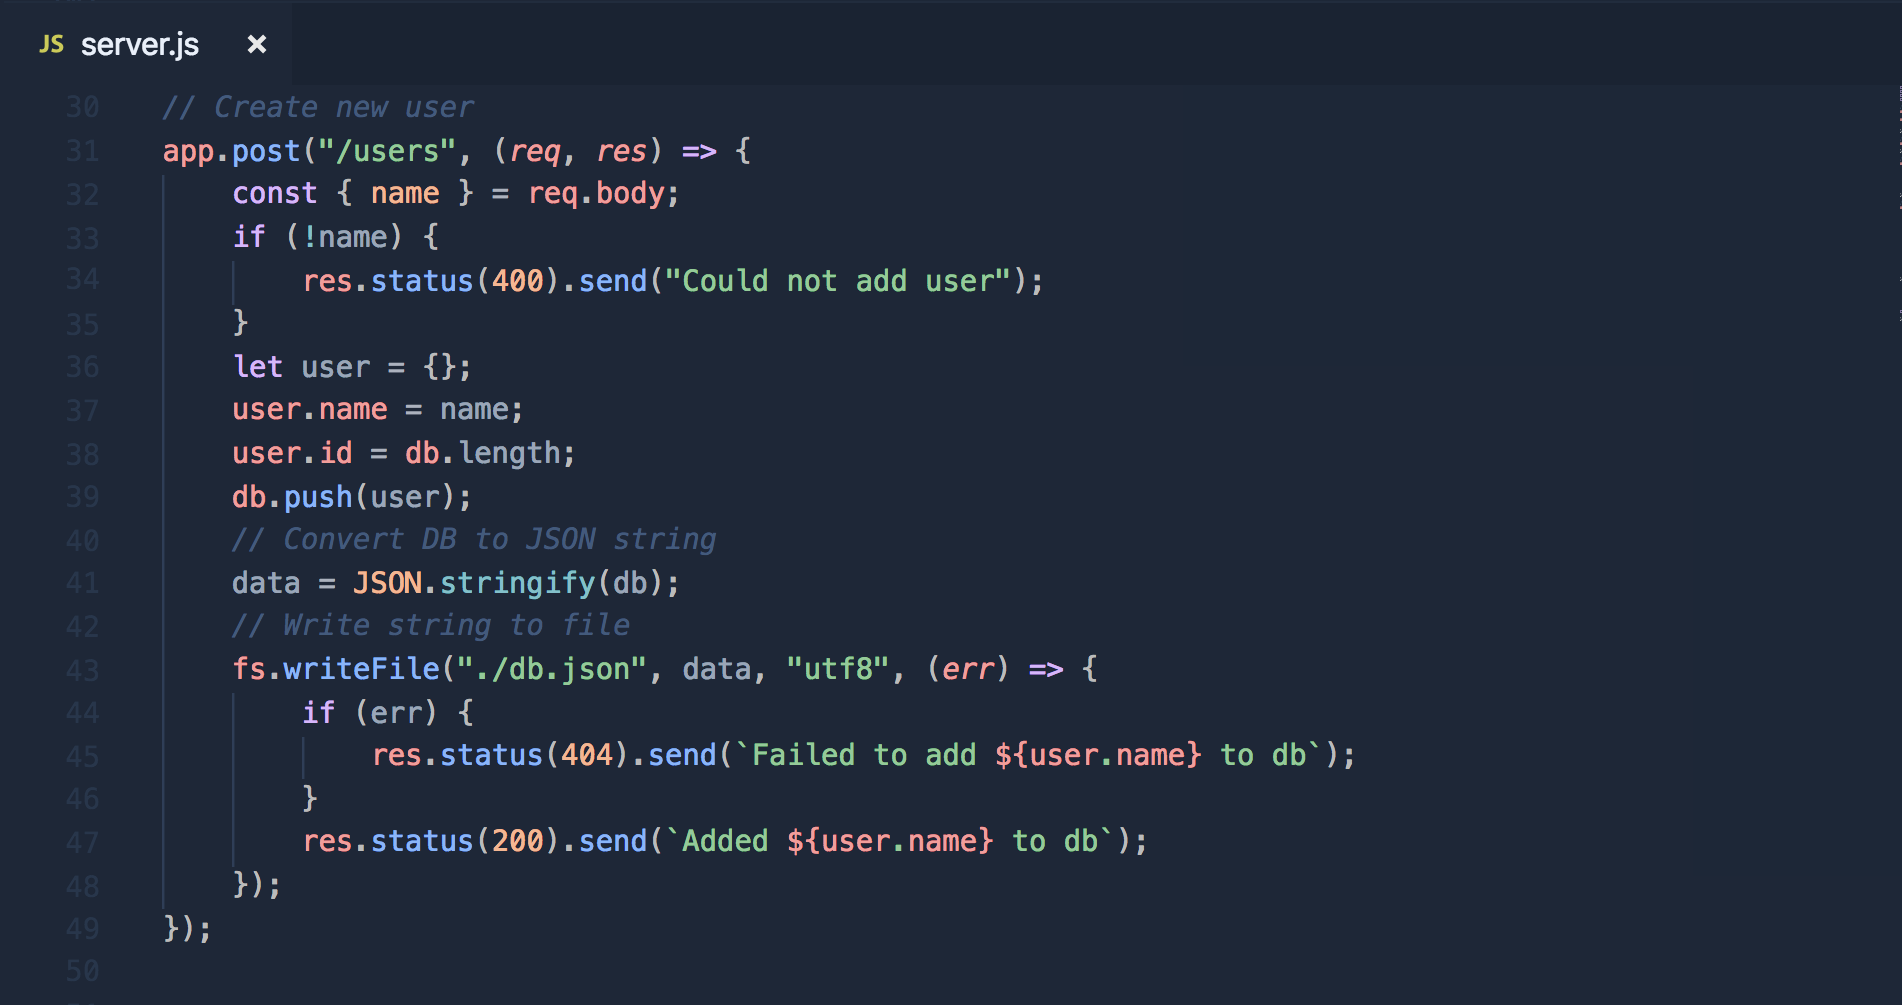 JS server.js ×
30 // Create new user
31 app.post("/users", (req, res) => {
32     const { name } = req.body;
33     if (!name) {
34         res.status(400).send("Could not add user");
35     }
36     let user = {};
37     user.name = name;
38     user.id = db.length;
39     db.push(user);
40     // Convert DB to JSON string
41     data = JSON.stringify(db);
42     // Write string to file
43     fs.writeFile("./db.json", data, "utf8", (err) => {
44         if (err) {
45             res.status(404).send(`Failed to add ${user.name} to db`);
46         }
47         res.status(200).send(`Added ${user.name} to db`);
48     });
49 });
50